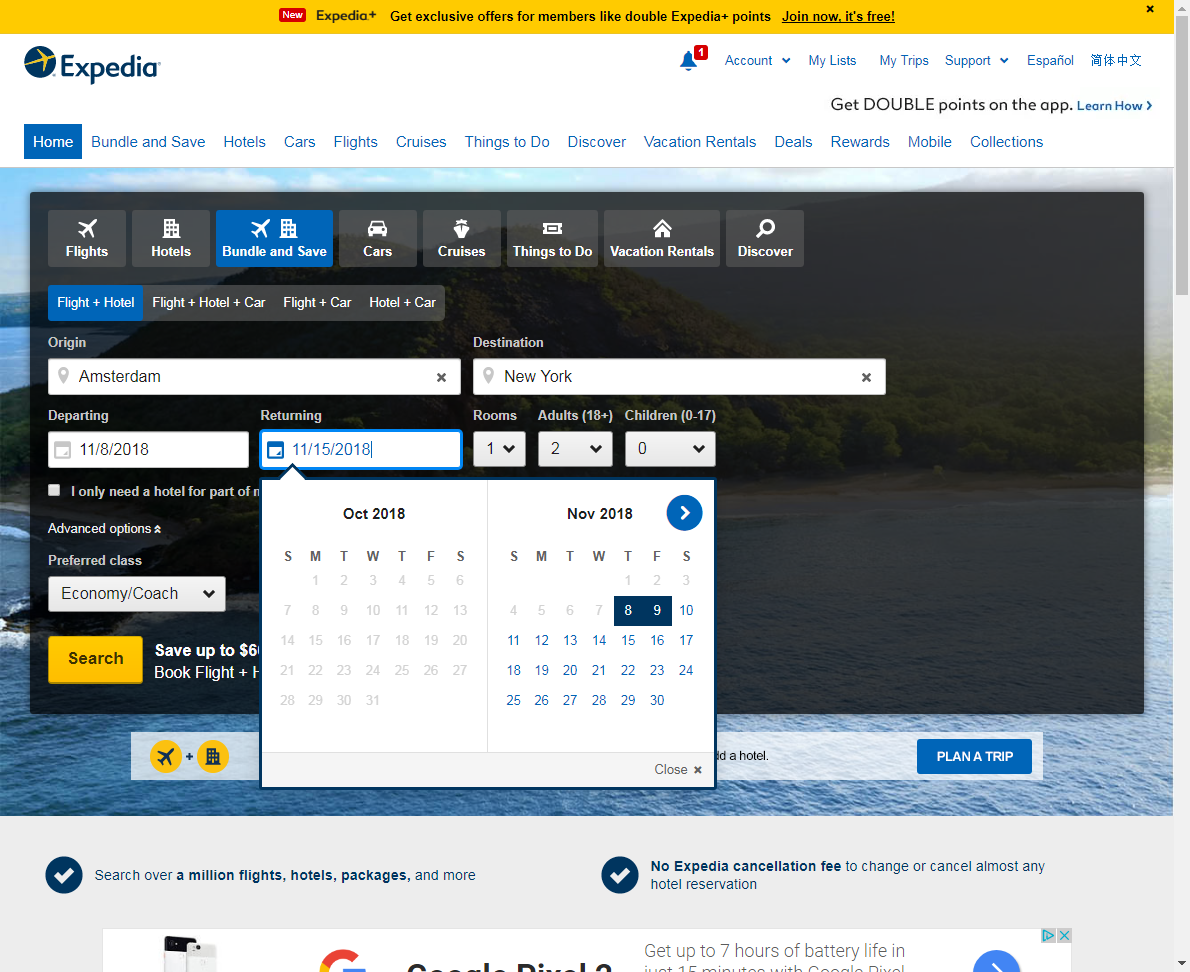 New Expedia+ Get exclusive offers for members like double Expedia+ points Join now, it's free!
Expedia
1 Account My Lists My Trips Support Español 简体中文
Get DOUBLE points on the app. Learn How
Home Bundle and Save Hotels Cars Flights Cruises Things to Do Discover Vacation Rentals Deals Rewards Mobile Collections
Flights Hotels Bundle and Save Cars Cruises Things to Do Vacation Rentals Discover
Flight + Hotel Flight + Hotel + Car Flight + Car Hotel + Car
Origin Destination
Amsterdam New York
Departing Returning Rooms Adults (18+) Children (0-17)
11/8/2018 11/15/2018 1 2 0
I only need a hotel for part of
Advanced options
Preferred class
Economy/Coach
Search
Save up to $6
Book Flight +
Oct 2018
S M T W T F S
1 2 3 4 5 6
7 8 9 10 11 12 13
14 15 16 17 18 19 20
21 22 23 24 25 26 27
28 29 30 31
Nov 2018
S M T W T F S
1 2 3
4 5 6 7 8 9 10
11 12 13 14 15 16 17
18 19 20 21 22 23 24
25 26 27 28 29 30
Close
+ a hotel. PLAN A TRIP
Search over a million flights, hotels, packages, and more
No Expedia cancellation fee to change or cancel almost any
hotel reservation
Get up to 7 hours of battery life in
just 15 minutes with Google Pixel
Google Pixel